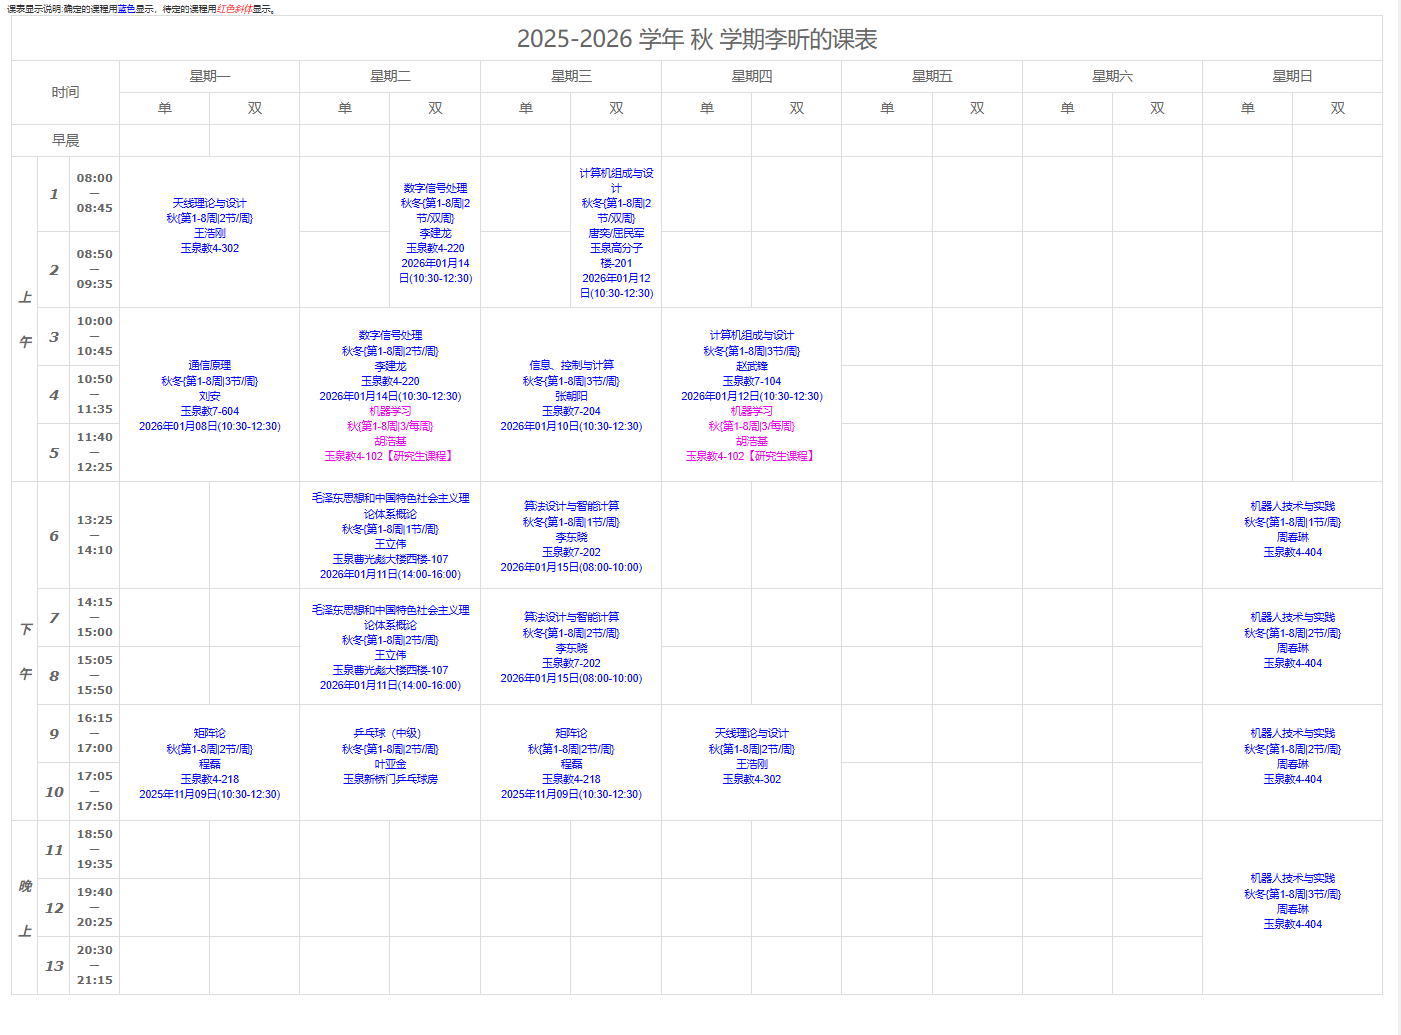 课表显示说明:确定的课程用蓝色显示，待定的课程用红色斜体显示。
2025-2026 学年 秋 学期李昕的课表
时间 星期一 星期二 星期三 星期四 星期五 星期六 星期日
单 双 单 双 单 双 单 双 单 双 单 双 单 双
早晨
上午
1
08:00
—
08:45
2
08:50
—
09:35
天线理论与设计
秋{第1-8周|2节/周}
王浩刚
玉泉教4-302
数字信号处理
秋冬{第1-8周|2
节/双周}
李建龙
玉泉教4-220
2026年01月14
日(10:30-12:30)
计算机组成与设
计
秋冬{第1-8周|2
节/双周}
唐奕/屈民军
玉泉高分子
楼-201
2026年01月12
日(10:30-12:30)
3
10:00
—
10:45
4
10:50
—
11:35
5
11:40
—
12:25
通信原理
秋冬{第1-8周|3节/周}
刘安
玉泉教7-604
2026年01月08日(10:30-12:30)
数字信号处理
秋冬{第1-8周|2节/周}
李建龙
玉泉教4-220
2026年01月14日(10:30-12:30)
机器学习
秋{第1-8周|3/每周}
胡浩基
玉泉教4-102【研究生课程】
信息、控制与计算
秋冬{第1-8周|3节/周}
张朝阳
玉泉教7-204
2026年01月10日(10:30-12:30)
计算机组成与设计
秋冬{第1-8周|3节/周}
赵武锋
玉泉教7-104
2026年01月12日(10:30-12:30)
机器学习
秋{第1-8周|3/每周}
胡浩基
玉泉教4-102【研究生课程】
下午
6
13:25
—
14:10
毛泽东思想和中国特色社会主义理
论体系概论
秋冬{第1-8周|1节/周}
王立伟
玉泉曹光彪大楼西楼-107
2026年01月11日(14:00-16:00)
算法设计与智能计算
秋冬{第1-8周|1节/周}
李东晓
玉泉教7-202
2026年01月15日(08:00-10:00)
机器人技术与实践
秋冬{第1-8周|1节/周}
周春琳
玉泉教4-404
7
14:15
—
15:00
8
15:05
—
15:50
毛泽东思想和中国特色社会主义理
论体系概论
秋冬{第1-8周|2节/周}
王立伟
玉泉曹光彪大楼西楼-107
2026年01月11日(14:00-16:00)
算法设计与智能计算
秋冬{第1-8周|2节/周}
李东晓
玉泉教7-202
2026年01月15日(08:00-10:00)
机器人技术与实践
秋冬{第1-8周|2节/周}
周春琳
玉泉教4-404
9
16:15
—
17:00
10
17:05
—
17:50
矩阵论
秋{第1-8周|2节/周}
程磊
玉泉教4-218
2025年11月09日(10:30-12:30)
乒乓球（中级）
秋冬{第1-8周|2节/周}
叶亚金
玉泉新桥门乒乓球房
矩阵论
秋{第1-8周|2节/周}
程磊
玉泉教4-218
2025年11月09日(10:30-12:30)
天线理论与设计
秋{第1-8周|2节/周}
王浩刚
玉泉教4-302
机器人技术与实践
秋冬{第1-8周|2节/周}
周春琳
玉泉教4-404
晚上
11
18:50
—
19:35
12
19:40
—
20:25
13
20:30
—
21:15
机器人技术与实践
秋冬{第1-8周|3节/周}
周春琳
玉泉教4-404